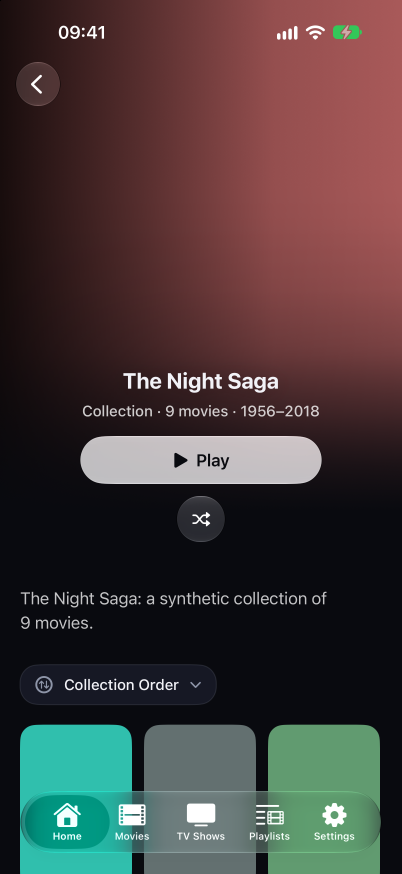 09:41
The Night Saga
Collection · 9 movies · 1956–2018
Play
The Night Saga: a synthetic collection of
9 movies.
Collection Order
Home
Movies
TV Shows
Playlists
Settings